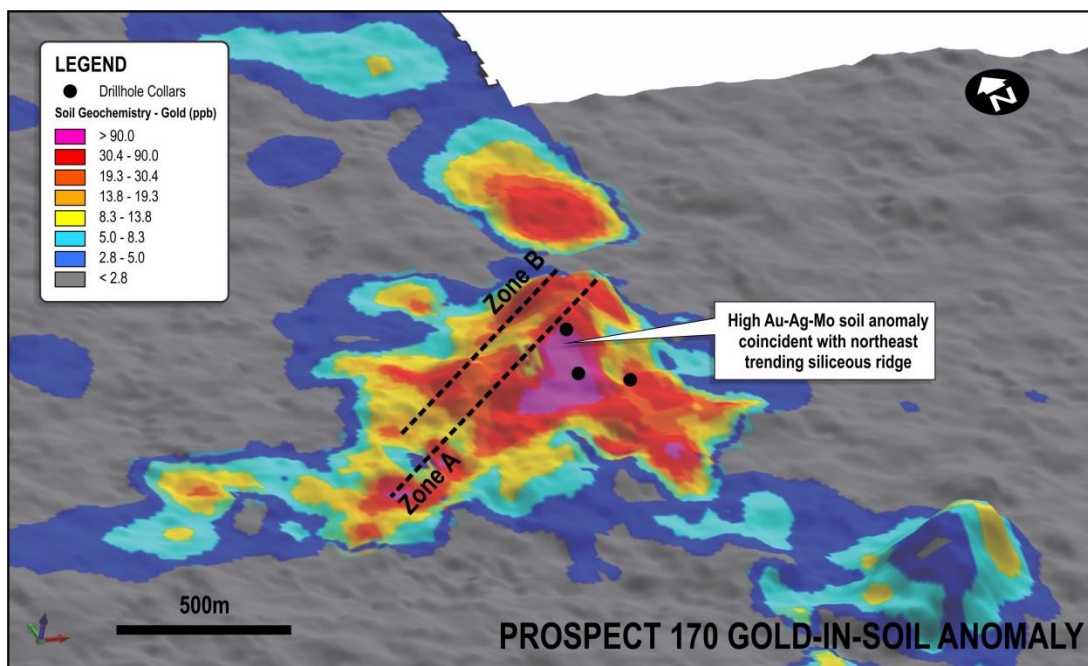 LEGEND
Drillhole Collars
Soil Geochemistry - Gold (ppb)
> 90.0
30.4 - 90.0
19.3 - 30.4
13.8 - 19.3
8.3 - 13.8
5.0 - 8.3
2.8 - 5.0
< 2.8
N
Zone B
High Au-Ag-Mo soil anomaly
coincident with northeast
trending siliceous ridge
Zone A
500m
PROSPECT 170 GOLD-IN-SOIL ANOMALY